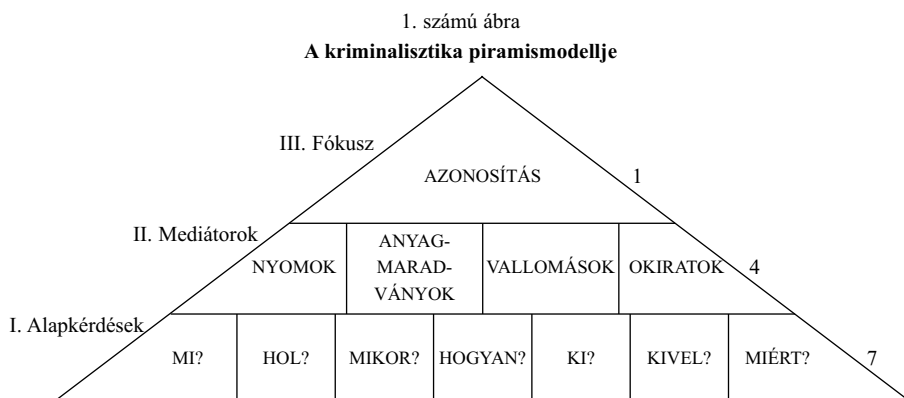 1. számú ábra
A kriminalisztika piramismodellje
III. Fókusz
AZONOSÍTÁS
1
II. Mediátorok
NYOMOK
ANYAG-
MARAD-
VÁNYOK
VALLOMÁSOK
OKIRATOK
4
I. Alapkérdések
MI?
HOL?
MIKOR?
HOGYAN?
KI?
KIVEL?
MIÉRT?
7